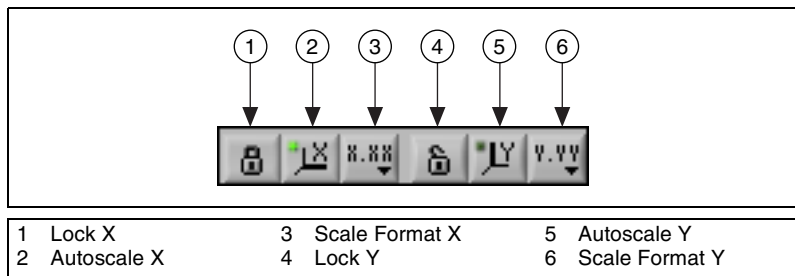 1 2 3 4 5 6
X X.XX Y Y.YY
1 Lock X 3 Scale Format X 5 Autoscale Y
2 Autoscale X 4 Lock Y 6 Scale Format Y